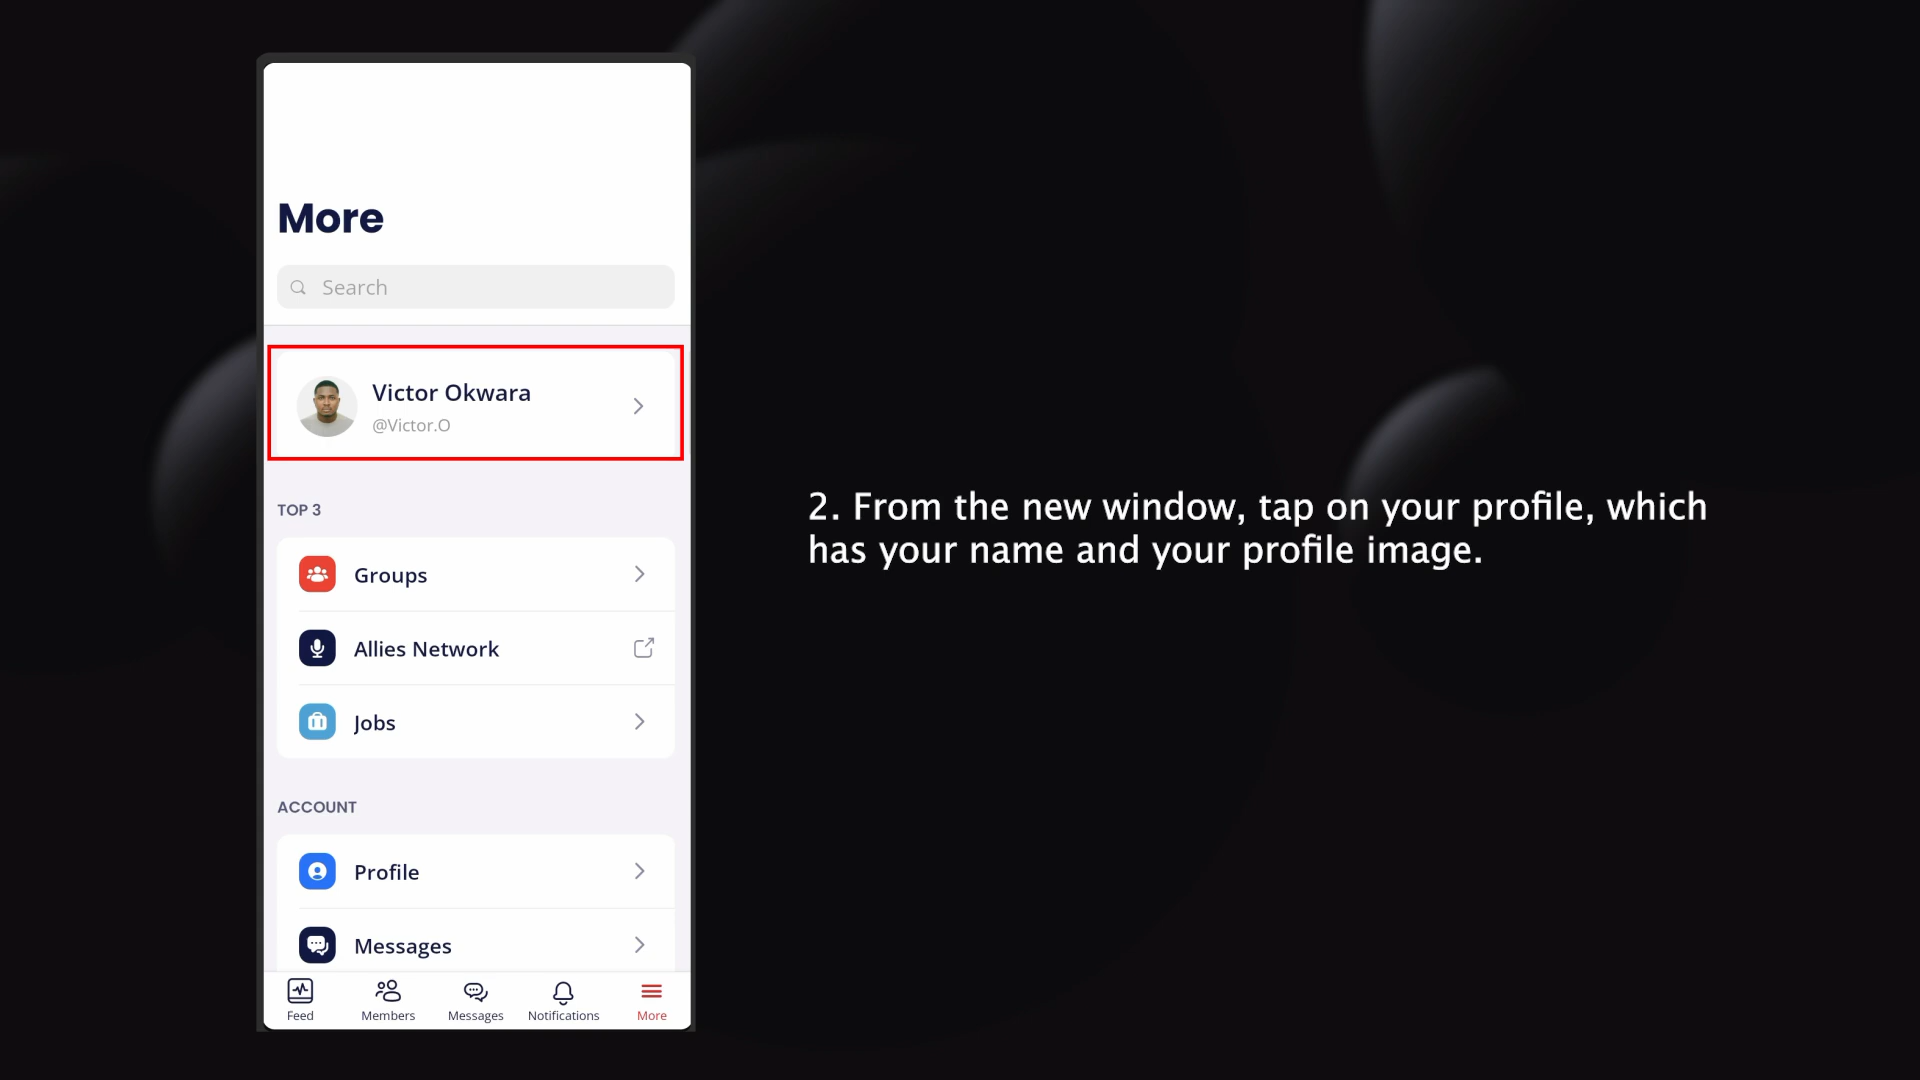 More
Search
Victor Okwara
@Victor.O
TOP 3
Groups
Allies Network
Jobs
ACCOUNT
Profile
Messages
Feed
Members
Messages
Notifications
More
2. From the new window, tap on your profile, which
has your name and your profile image.